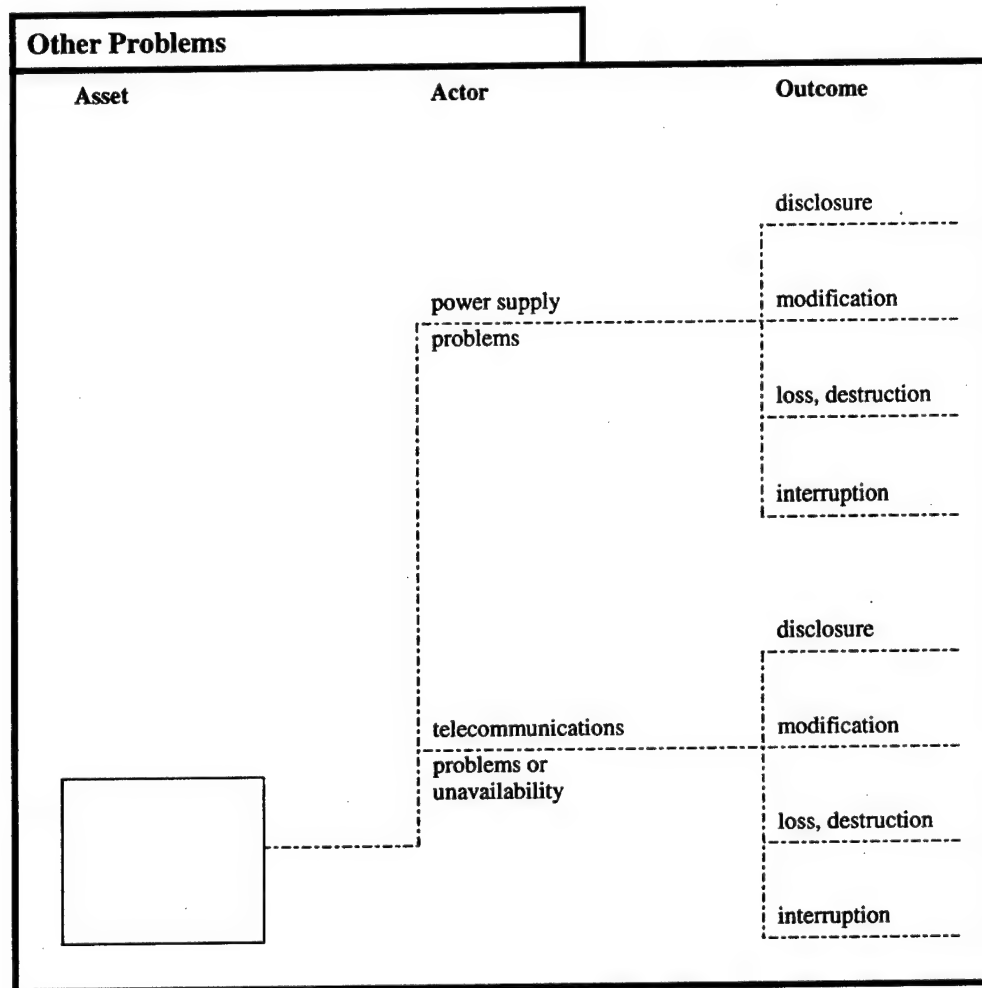 Other Problems
Asset Actor Outcome
disclosure
power supply
problems
modification
loss, destruction
interruption
disclosure
telecommunications
problems or
unavailability
modification
loss, destruction
interruption